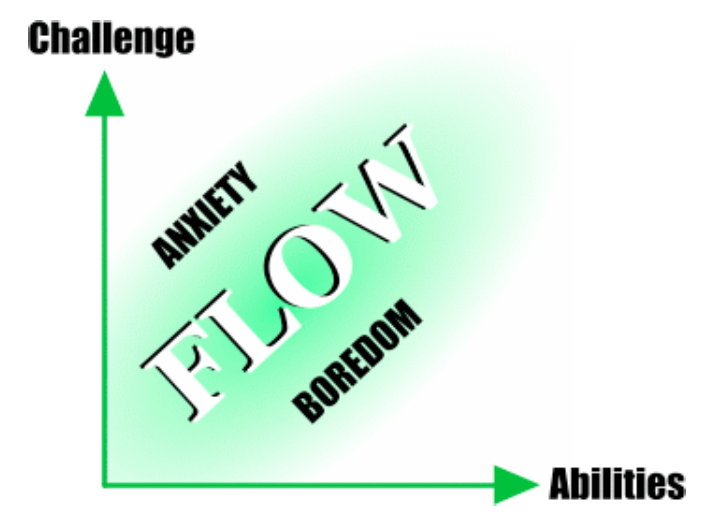 Challenge
ANXIETY
FLOW
BOREDOM
Abilities